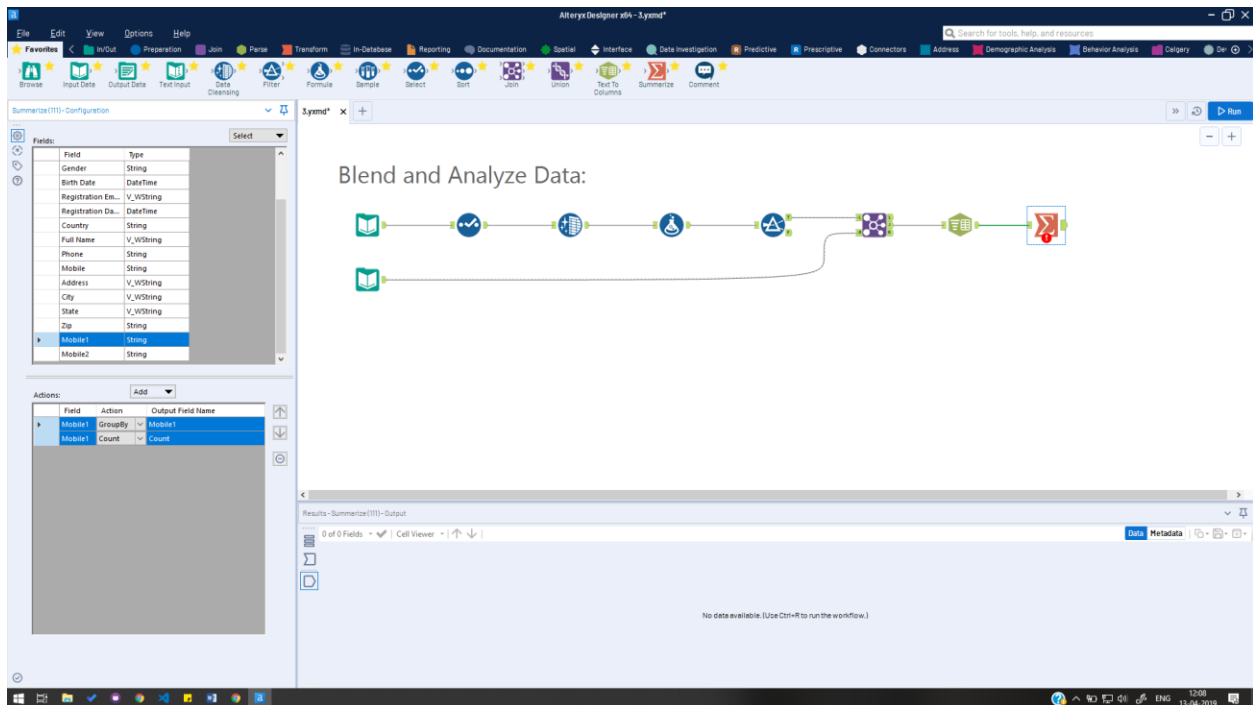 Alteryx Designer x64 - 3.yxmd*
File Edit View Options Help
Search for tools, help, and resources
Favorites In/Out Preparation Join Parse Transform In-Database Reporting Documentation Spatial Interface Data Investigation Predictive Prescriptive Connectors Address Demographic Analysis Behavior Analysis Calgary Der
Browse Input Data Output Data Text Input Data Cleansing Filter Formula Sample Select Sort Join Union Text To Columns Summarize Comment
Summarize (111) - Configuration
3.yxmd*
Run
Fields:
Select
Field Type
Gender String
Birth Date DateTime
Registration Em... V_WString
Registration Da... DateTime
Country String
Full Name V_WString
Phone String
Mobile String
Address V_WString
City V_WString
State V_WString
Zip String
Mobile1 String
Mobile2 String
Actions:
Add
Field Action Output Field Name
Mobile1 GroupBy Mobile1
Mobile1 Count Count
Blend and Analyze Data:
Results - Summarize (111) - Output
0 of 0 Fields Cell Viewer
Data Metadata
No data available. (Use Ctrl+R to run the workflow.)
ENG
12:08
13-04-2019